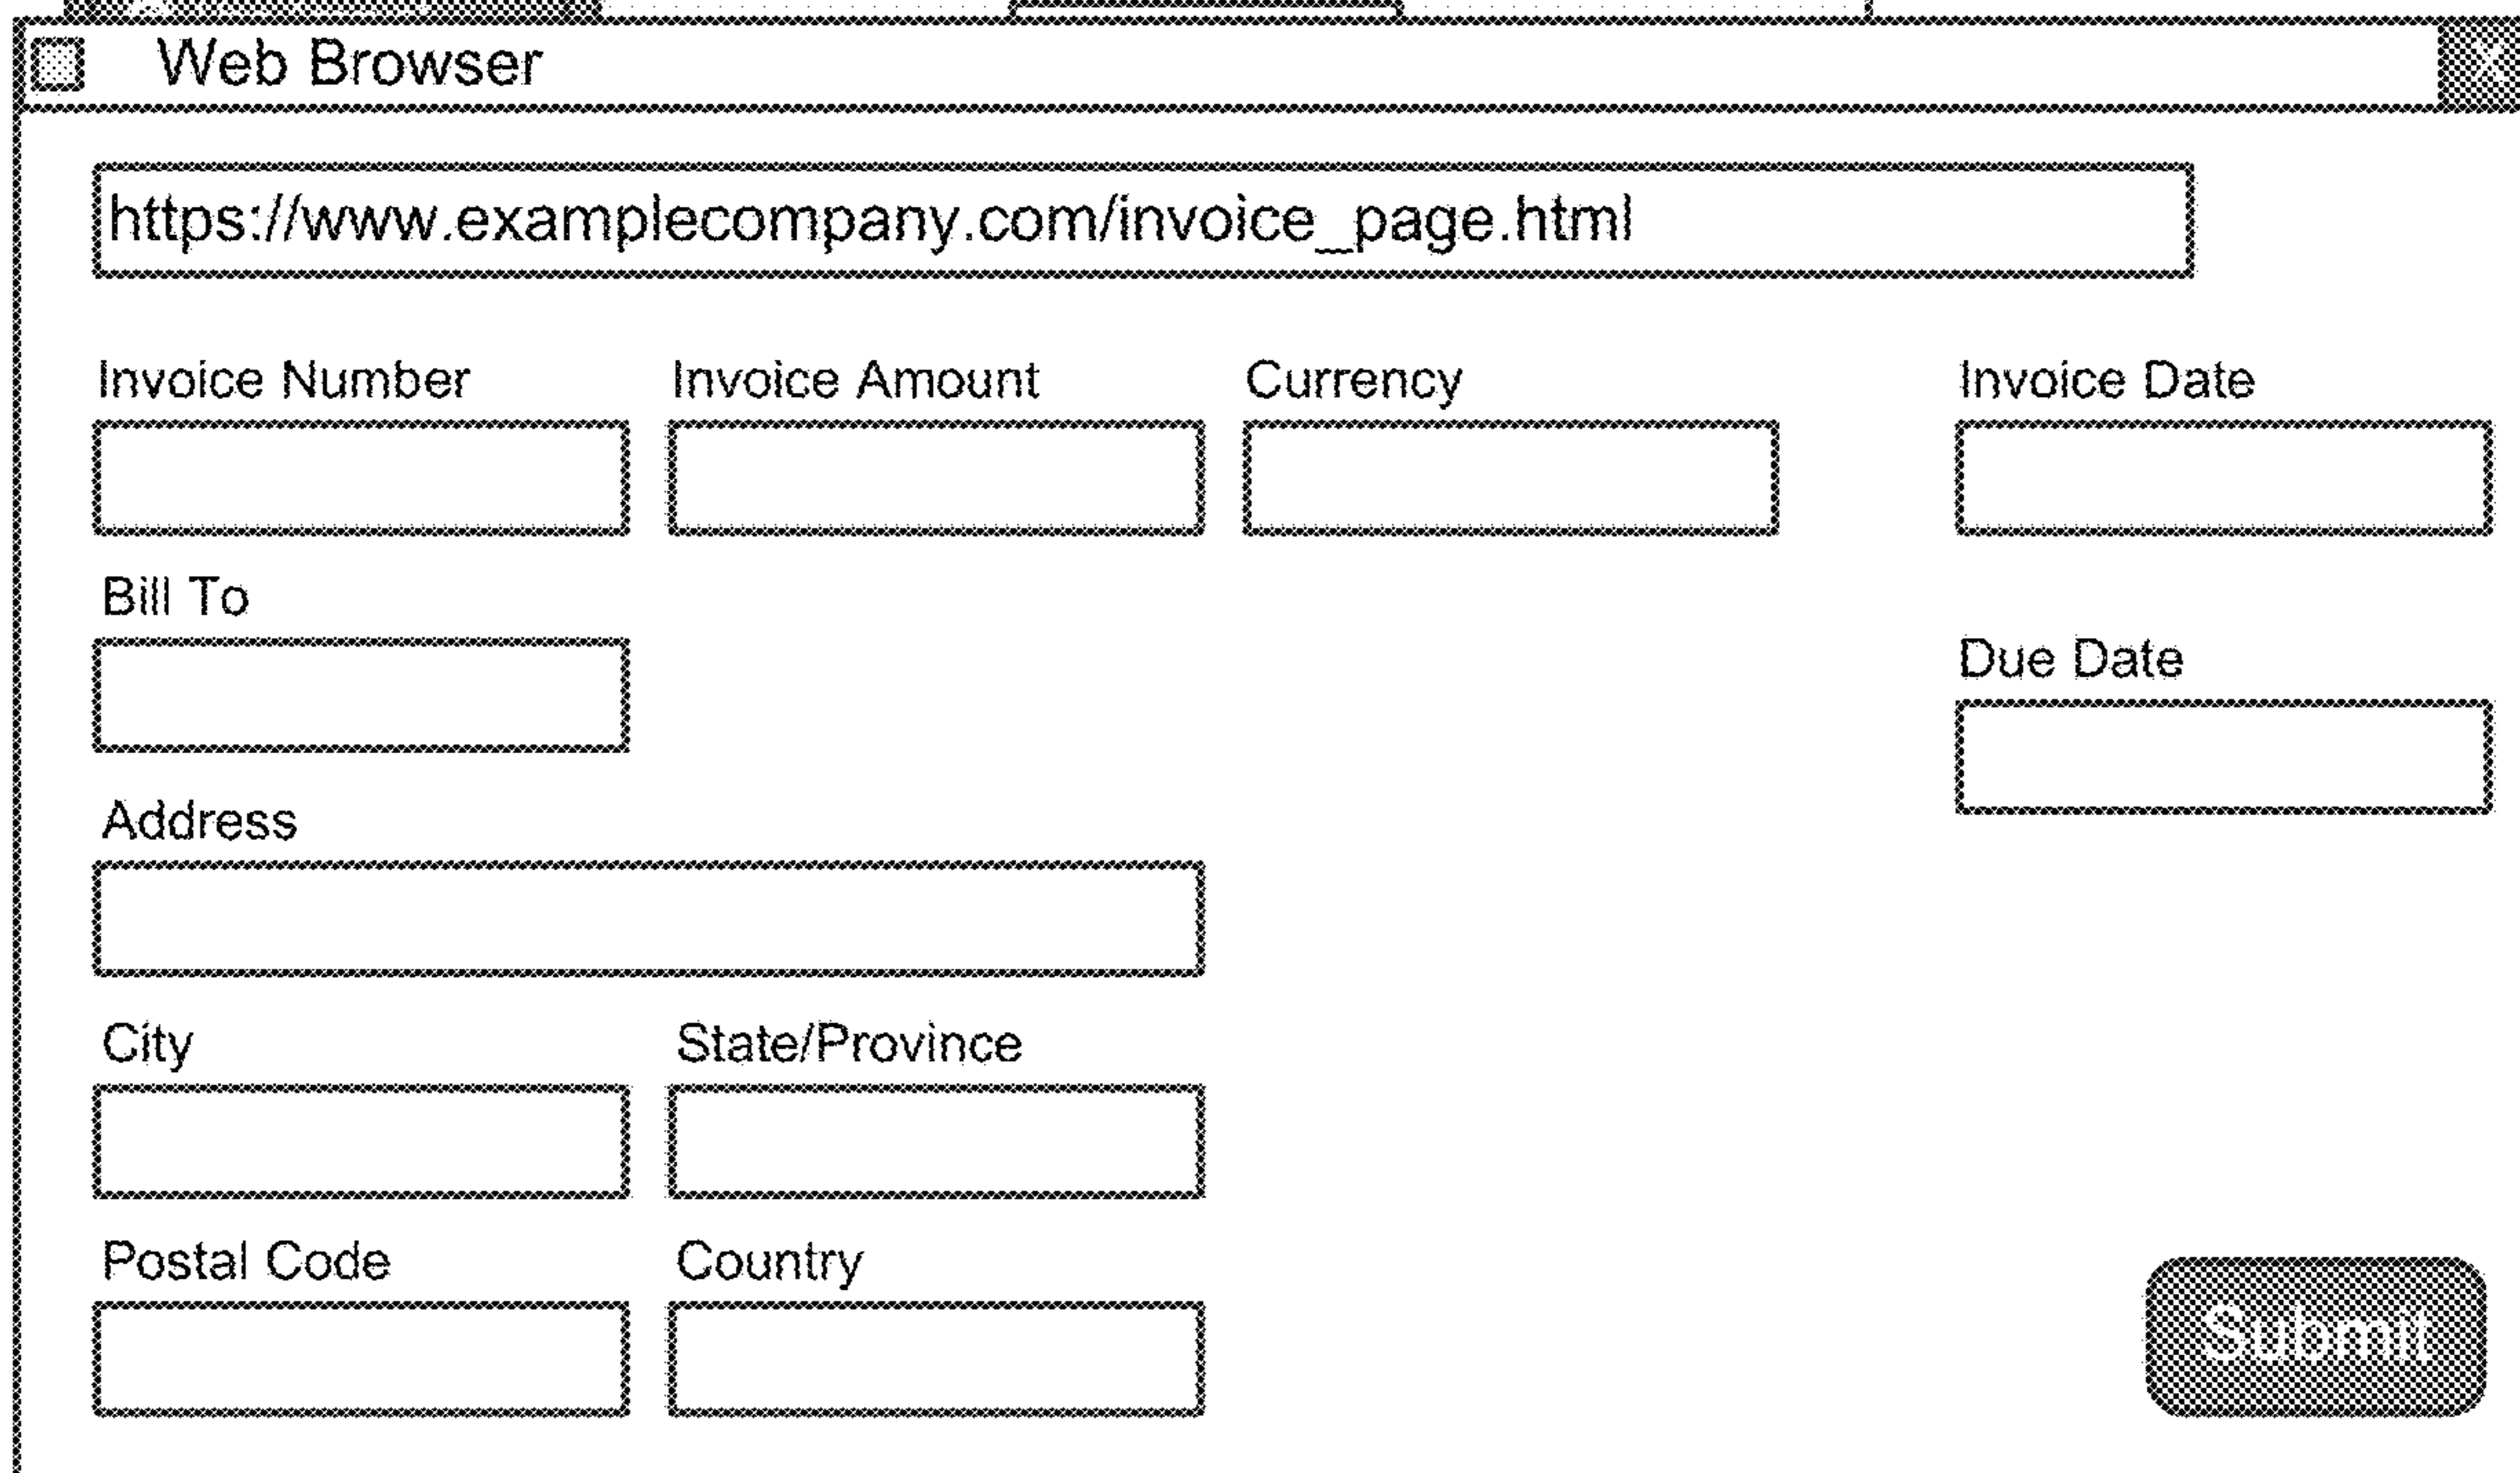 Web Browser X
https://www.examplecompany.com/invoice_page.html
Invoice Number Invoice Amount Currency Invoice Date
Bill To
Due Date
Address
City State/Province
Postal Code Country
Submit